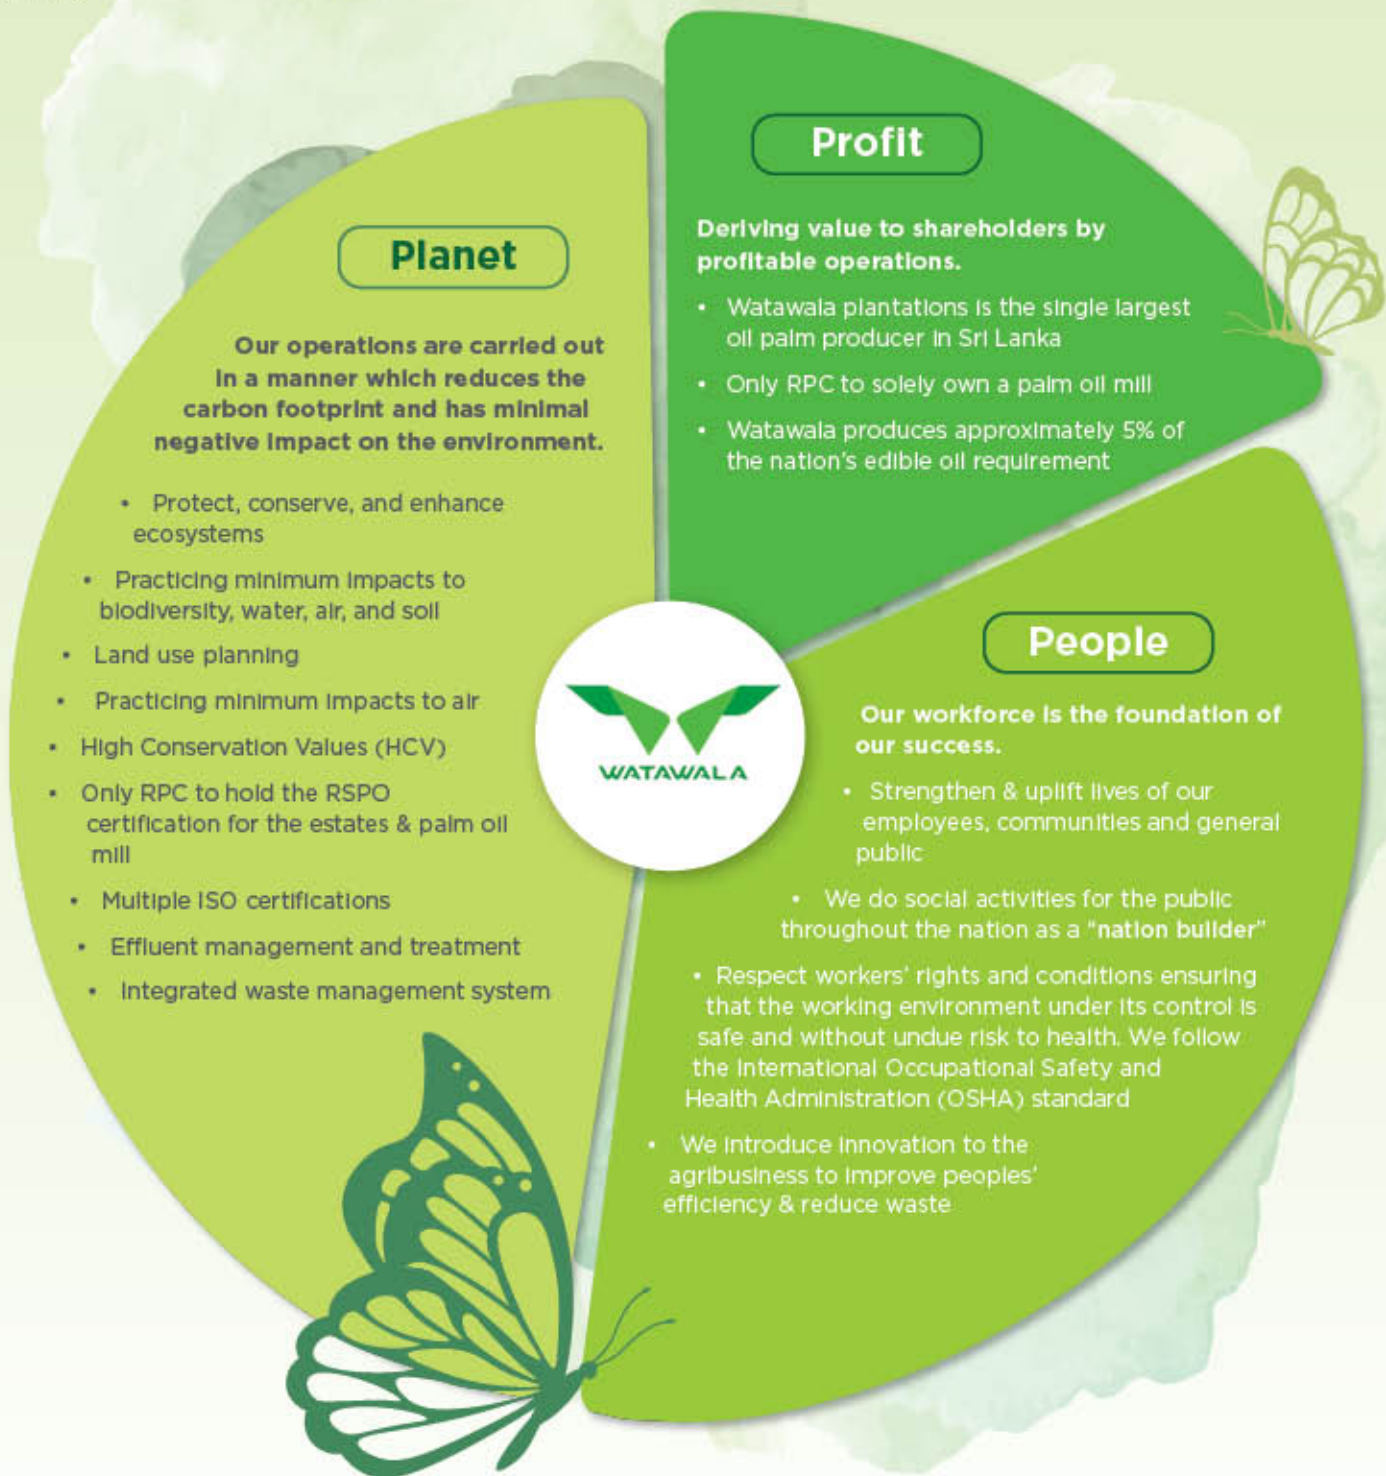 Profit
Deriving value to shareholders by
profitable operations.
• Watawala plantations is the single largest
oil palm producer in Sri Lanka
• Only RPC to solely own a palm oil mill
• Watawala produces approximately 5% of
the nation's edible oil requirement
Planet
Our operations are carried out
in a manner which reduces the
carbon footprint and has minimal
negative impact on the environment.
• Protect, conserve, and enhance
ecosystems
• Practicing minimum impacts to
biodiversity, water, air, and soil
• Land use planning
• Practicing minimum impacts to air
• High Conservation Values (HCV)
• Only RPC to hold the RSPO
certification for the estates & palm oil
mill
• Multiple ISO certifications
• Effluent management and treatment
• Integrated waste management system
WATAWALA
People
Our workforce is the foundation of
our success.
• Strengthen & uplift lives of our
employees, communities and general
public
• We do social activities for the public
throughout the nation as a "nation builder"
• Respect workers' rights and conditions ensuring
that the working environment under its control is
safe and without undue risk to health. We follow
the International Occupational Safety and
Health Administration (OSHA) standard
• We introduce innovation to the
agribusiness to improve peoples'
efficiency & reduce waste